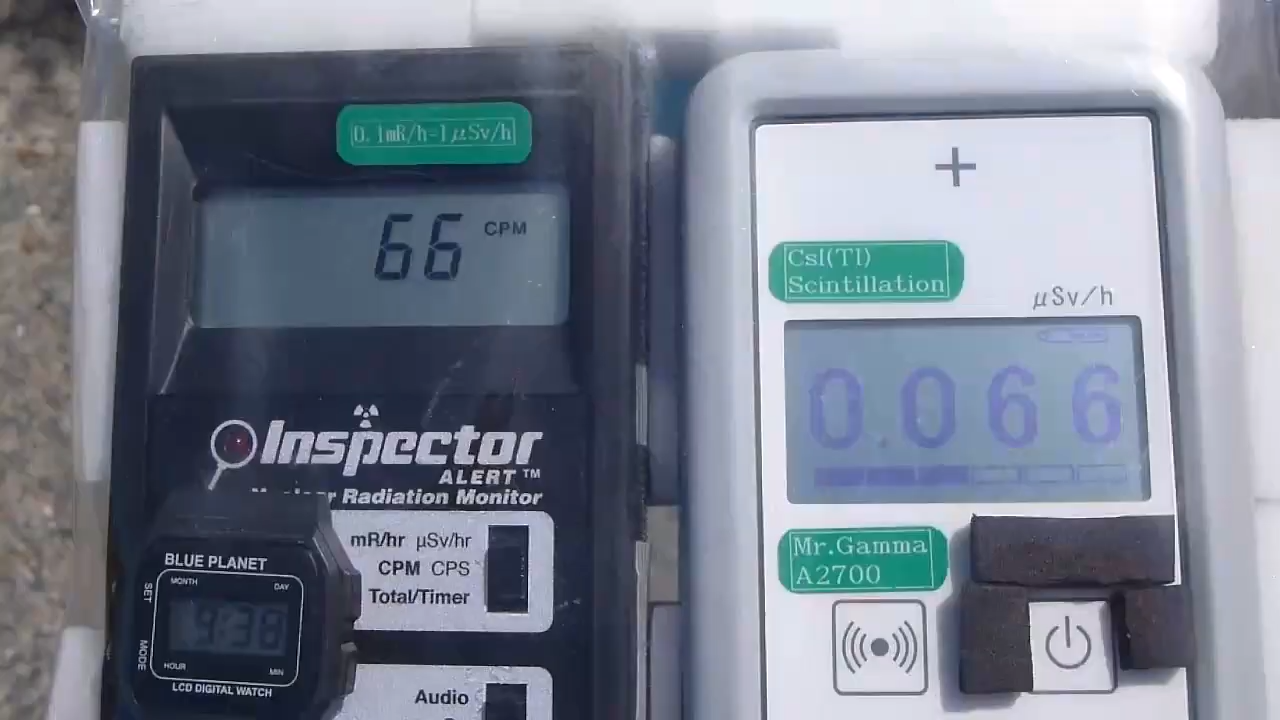 0.1mR/h=1μSv/h
66 CPM
Inspector
ALERT™
Nuclear Radiation Monitor
mR/hr μSv/hr
CPM CPS
Total/Timer
Audio
BLUE PLANET
MONTH DAY
SET
9:38
MODE
HOUR MIN
LCD DIGITAL WATCH
+
CsI(Tl)
Scintillation
μSv/h
0.066
Mr.Gamma
A2700